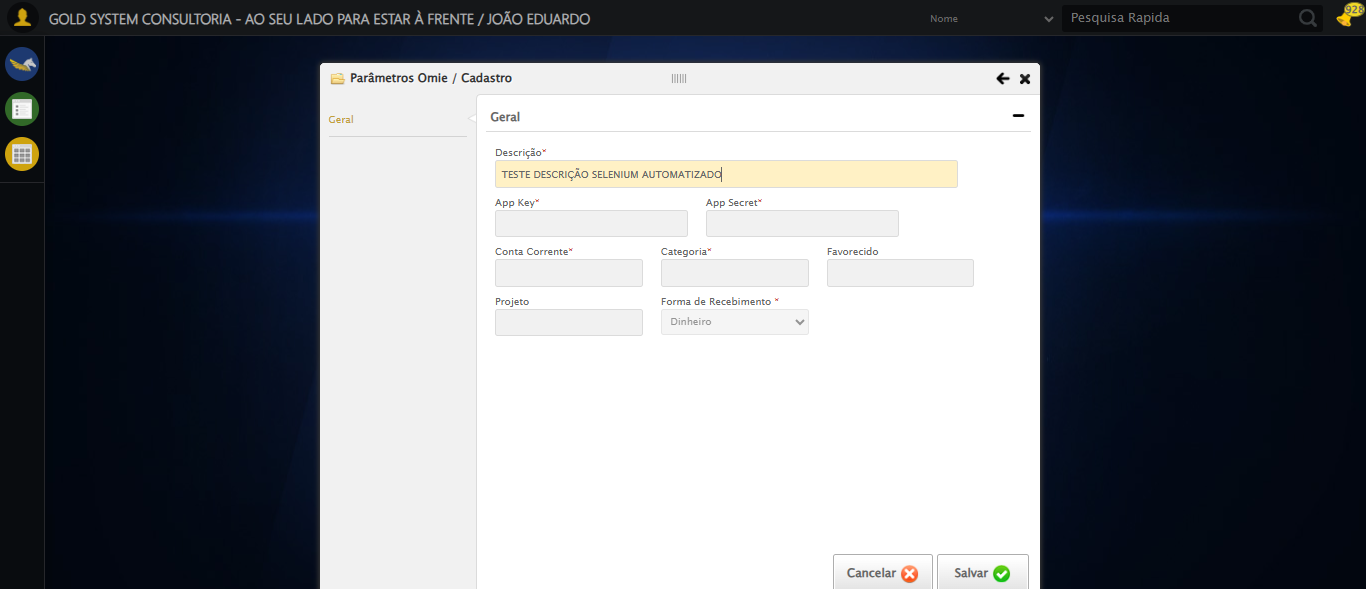 GOLD SYSTEM CONSULTORIA - AO SEU LADO PARA ESTAR À FRENTE / JOÃO EDUARDO
Nome
Pesquisa Rapida
928
Parâmetros Omie / Cadastro
Geral
Geral
Descrição*
TESTE DESCRIÇÃO SELENIUM AUTOMATIZADO
App Key* App Secret*
Conta Corrente* Categoria* Favorecido
Projeto Forma de Recebimento *
Dinheiro
Cancelar Salvar